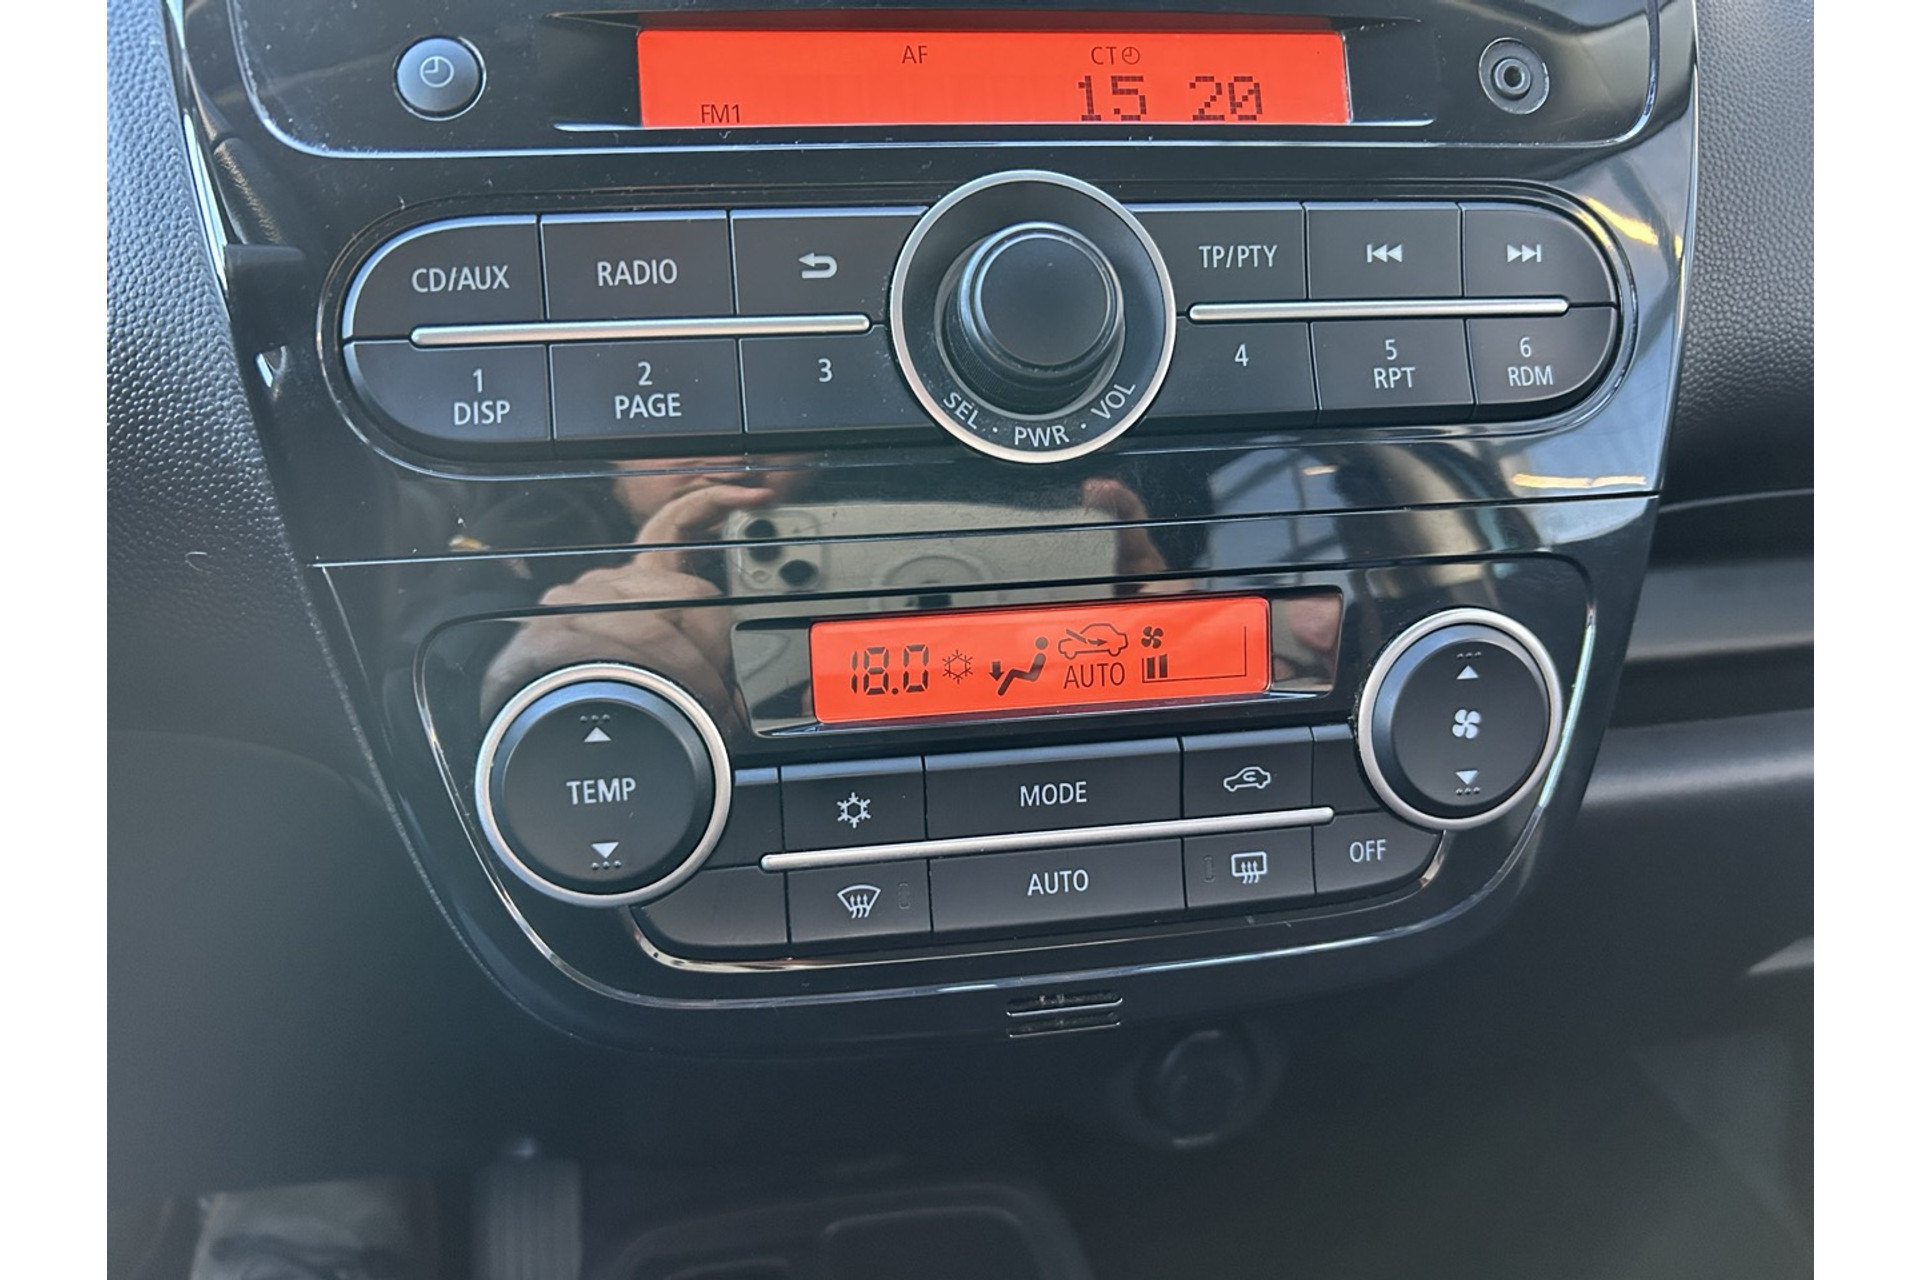 AF CT
FM1 15 20
CD/AUX RADIO TP/PTY
1 2 3 4 5 6
DISP PAGE RPT RDM
SEL · PWR · VOL
18.0 AUTO
TEMP MODE
AUTO OFF